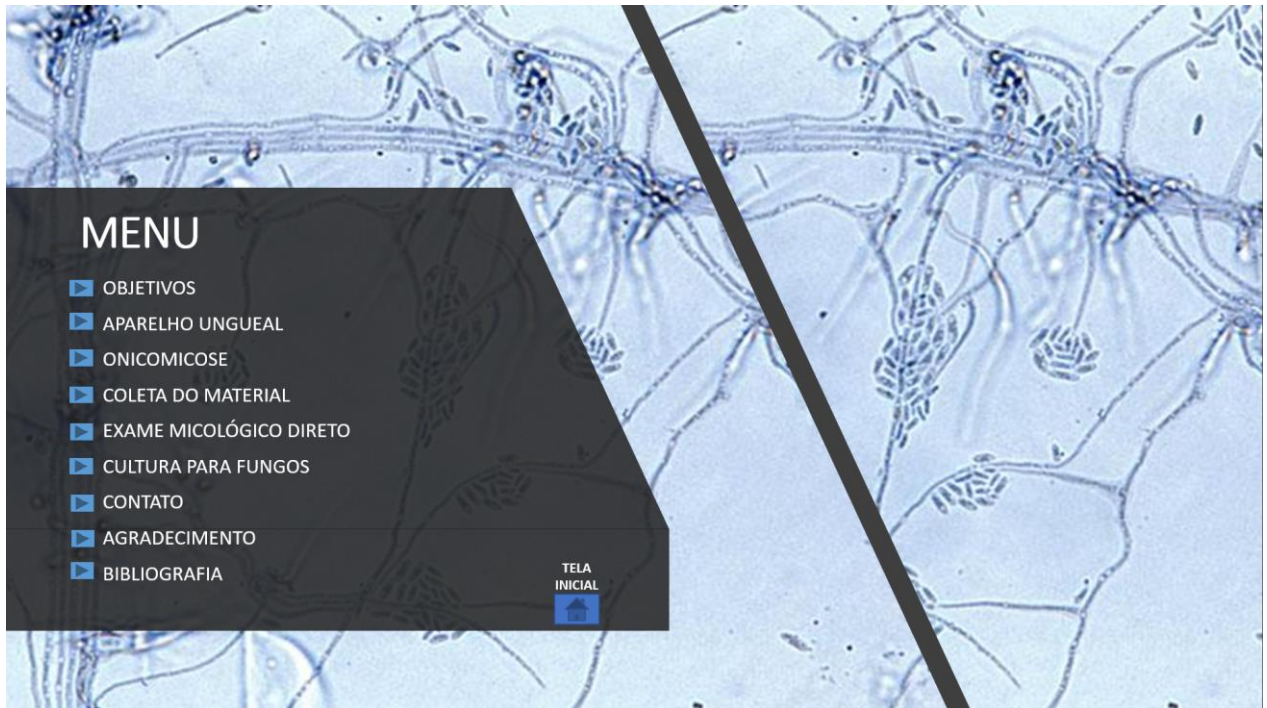 MENU
OBJETIVOS
APARELHO UNGUEAL
ONICOMICOSE
COLETA DO MATERIAL
EXAME MICOLÓGICO DIRETO
CULTURA PARA FUNGOS
CONTATO
AGRADECIMENTO
BIBLIOGRAFIA
TELA
INICIAL